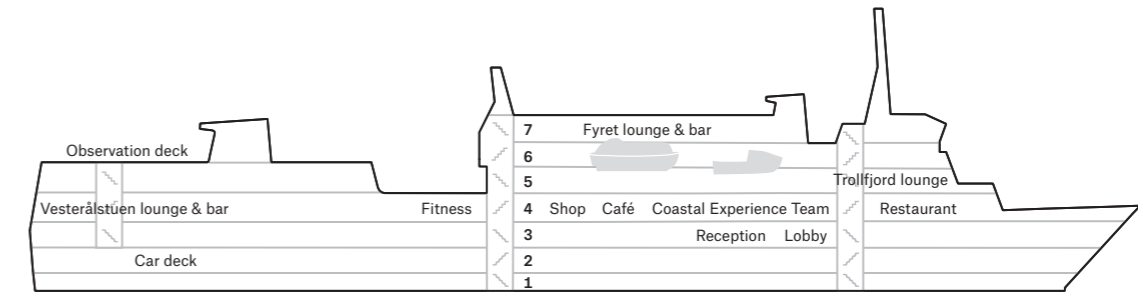 7 Fyret lounge & bar
Observation deck
6
5 Trollfjord lounge
Vesterålstuen lounge & bar Fitness 4 Shop Café Coastal Experience Team Restaurant
3 Reception Lobby
Car deck 2
1